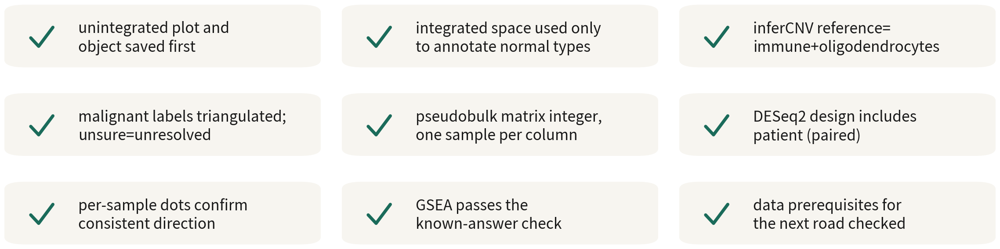 unintegrated plot and
object saved first
integrated space used only
to annotate normal types
inferCNV reference=
immune+oligodendrocytes
malignant labels triangulated;
unsure=unresolved
pseudobulk matrix integer,
one sample per column
DESeq2 design includes
patient (paired)
per-sample dots confirm
consistent direction
GSEA passes the
known-answer check
data prerequisites for
the next road checked